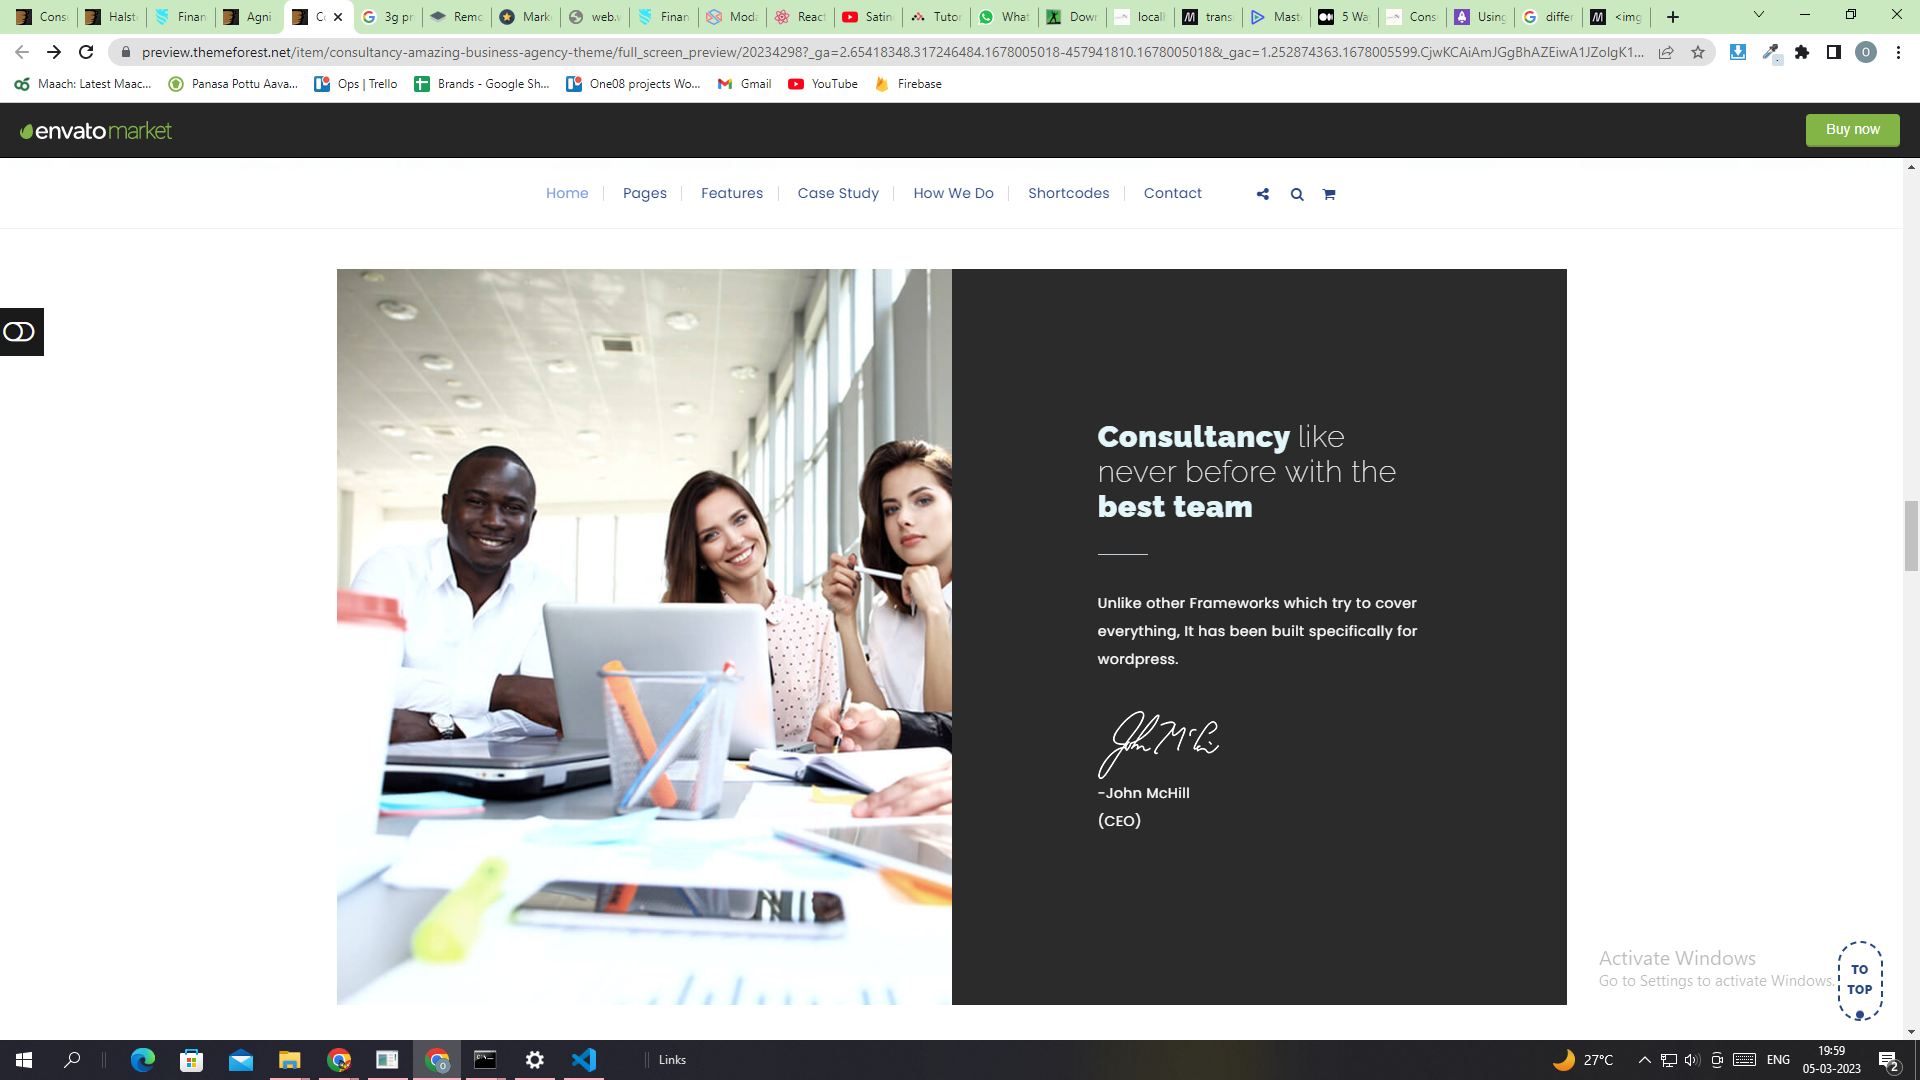 Cons
Halste
Finan
Agni
Co
3g pr
Remo
Mark
web.w
Finan
Moda
React
Satin
Tutor
What
Down
locall
trans
Mast
5 Wa
Cons
Using
differ
<img
preview.themeforest.net/item/consultancy-amazing-business-agency-theme/full_screen_preview/20234298?_ga=2.65418348.317246484.1678005018-457941810.1678005018&_gac=1.252874363.1678005599.CjwKCAiAmJGgBhAZEiwA1JZolgK1...
O
Maach: Latest Maac...
Panasa Pottu Aava...
Ops | Trello
Brands - Google Sh...
One08 projects Wo...
Gmail
YouTube
Firebase
envato market
Buy now
Home
Pages
Features
Case Study
How We Do
Shortcodes
Contact
Consultancy like
never before with the
best team
Unlike other Frameworks which try to cover
everything, It has been built specifically for
wordpress.
-John McHill
(CEO)
Activate Windows
Go to Settings to activate Windows.
TO
TOP
Links
27°C
ENG
19:59
05-03-2023
2